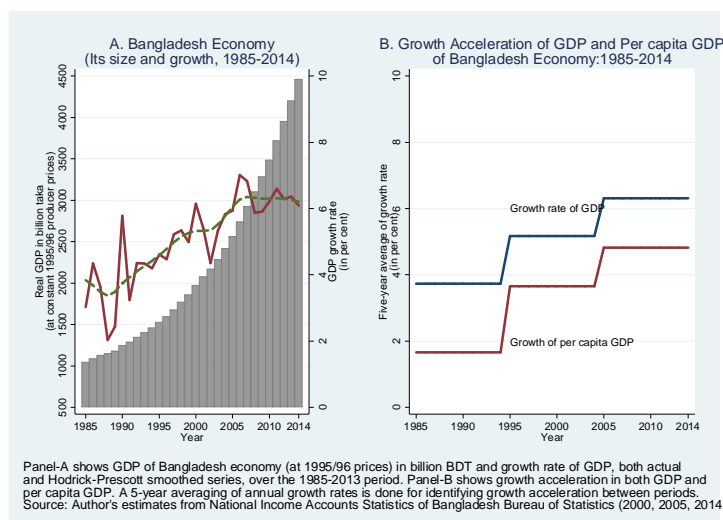 A. Bangladesh Economy
(Its size and growth, 1985-2014)
Real GDP in billion taka
(at constant 1995/96 producer prices)
4500
4000
3500
3000
2500
2000
1500
1000
500
10
8
6
4
2
0
GDP growth rate
(in per cent)
1985
1990
1995
2000
2005
2010
2014
Year
B. Growth Acceleration of GDP and Per capita GDP
of Bangladesh Economy:1985-2014
Five-year average of growth rate
(in per cent)
10
8
6
4
2
0
Growth rate of GDP
Growth of per capita GDP
1985
1990
1995
2000
2005
2010
2014
Year
Panel-A shows GDP of Bangladesh economy (at 1995/96 prices) in billion BDT and growth rate of GDP, both actual
and Hodrick-Prescott smoothed series, over the 1985-2013 period. Panel-B shows growth acceleration in both GDP and
per capita GDP. A 5-year averaging of annual growth rates is done for identifying growth acceleration between periods.
Source: Author's estimates from National Income Accounts Statistics of Bangladesh Bureau of Statistics (2000, 2005, 2014